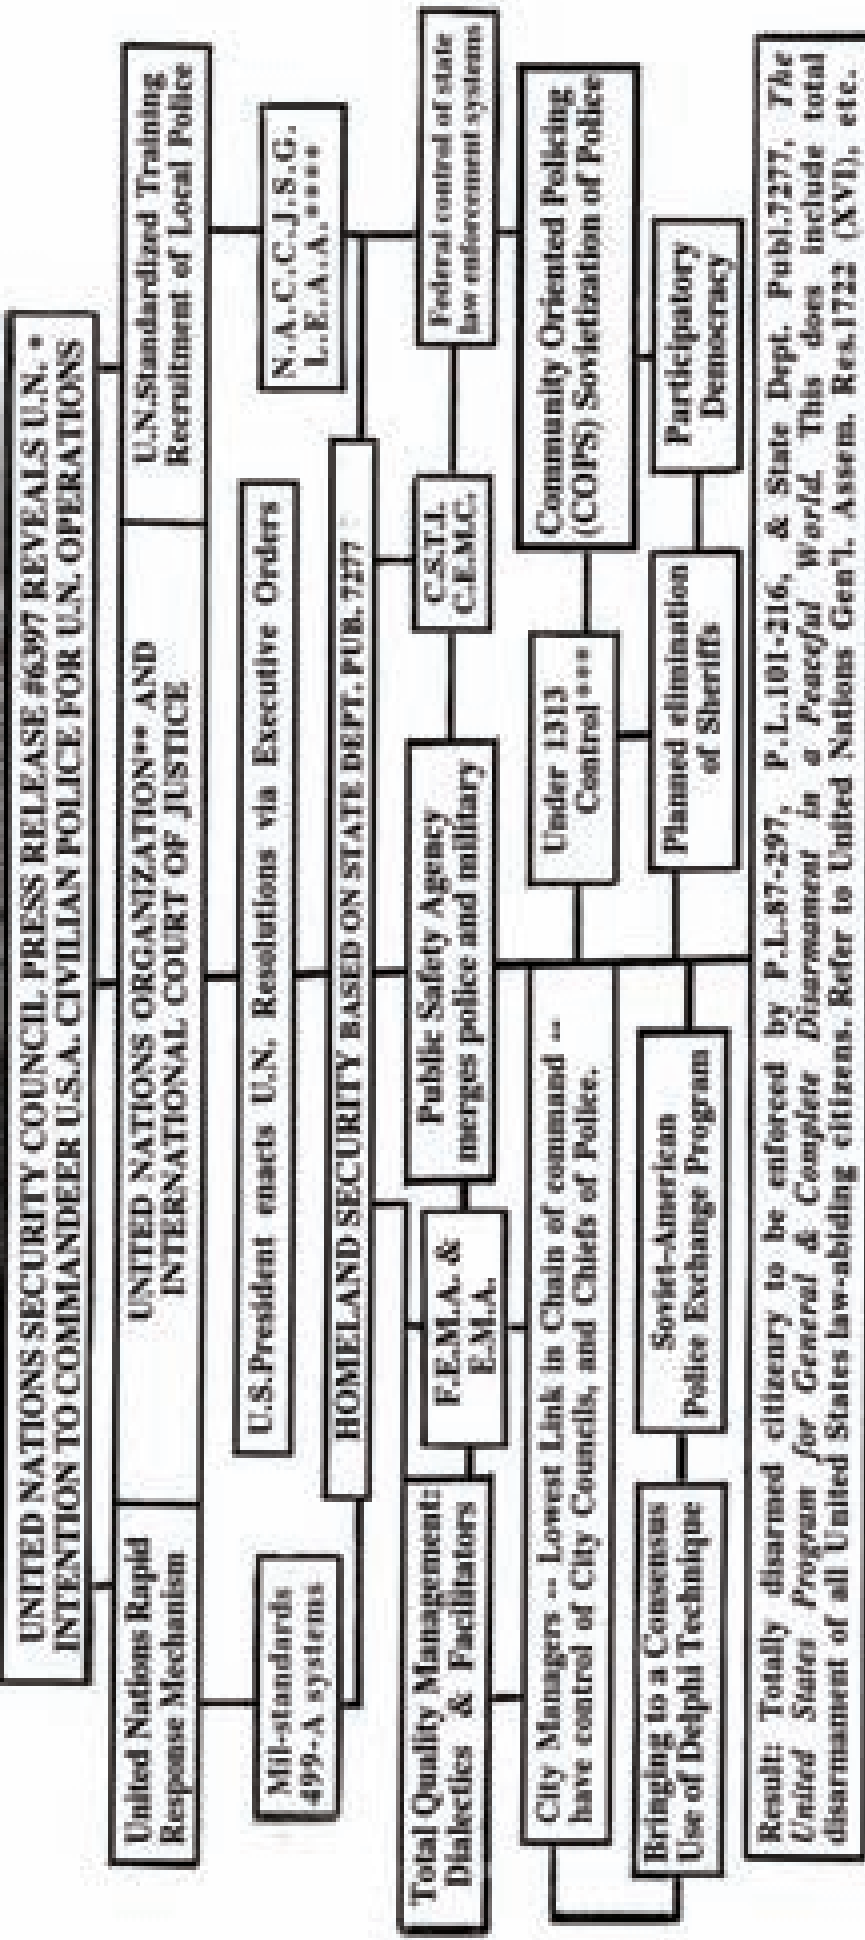 UNITED NATIONS SECURITY COUNCIL PRESS RELEASE #6397 REVEALS U.N. *
INTENTION TO COMMANDEER U.S.A. CIVILIAN POLICE FOR U.N. OPERATIONS
United Nations Rapid
Response Mechanism
UNITED NATIONS ORGANIZATION** AND
INTERNATIONAL COURT OF JUSTICE
U.N.Standardized Training
Recruitment of Local Police
Mil-standards
499-A systems
U.S.President enacts U.N. Resolutions via Executive Orders
N.A.C.C.J.S.G.
L.E.A.A.****
HOMELAND SECURITY BASED ON STATE DEPT. PUB. 7277
Total Quality Management:
Dialectics & Facilitators
F.E.M.A. &
E.M.A.
Public Safety Agency
merges police and military
C.S.T.I.
C.E.M.C.
Federal control of state
law enforcement systems
City Managers -- Lowest Link in Chain of command --
have control of City Councils, and Chiefs of Police.
Under 1313
Control ***
Community Oriented Policing
(COPS) Sovietization of Police
Bringing to a Consensus
Use of Delphi Technique
Soviet-American
Police Exchange Program
Planned elimination
of Sheriffs
Participatory
Democracy
Result: Totally disarmed citizenry to be enforced by P.L.87-297, P.L.101-216, & State Dept. Publ.7277, The
United States Program for General & Complete Disarmament in a Peaceful World. This does include total
disarmament of all United States law-abiding citizens. Refer to United Nations Gen'l. Assem. Res.1722 (XVI), etc.